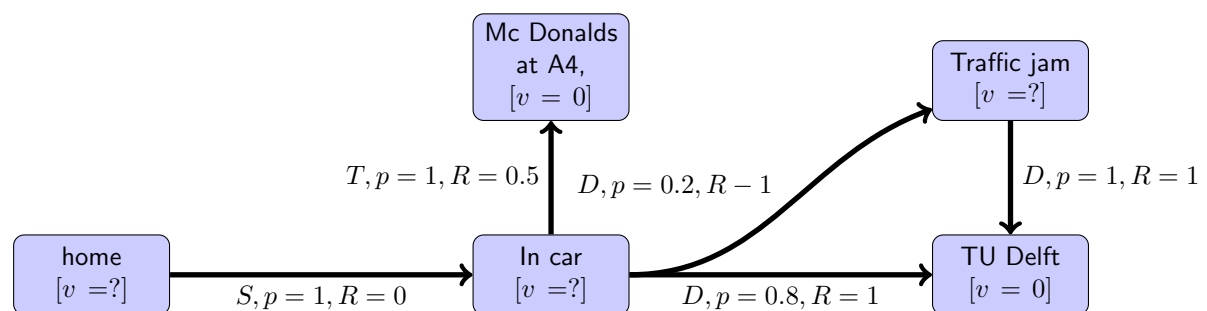 Mc Donalds
at A4,
[v = 0]
Traffic jam
[v =?]
T, p = 1, R = 0.5
D, p = 0.2, R − 1
D, p = 1, R = 1
home
[v =?]
In car
[v =?]
TU Delft
[v = 0]
S, p = 1, R = 0
D, p = 0.8, R = 1